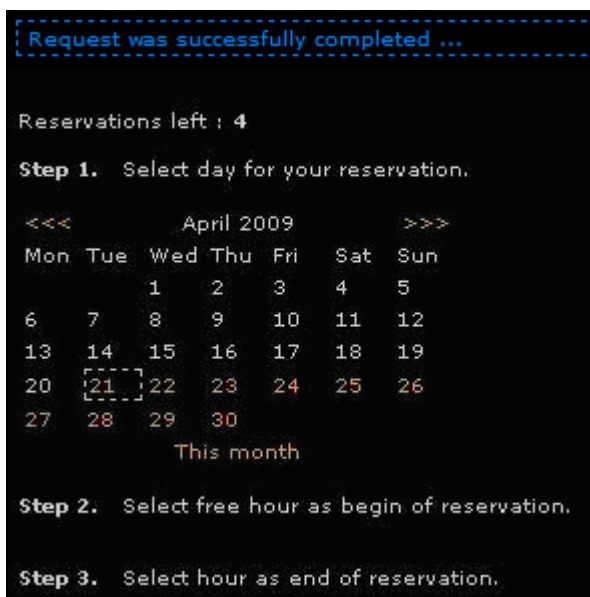 Request was successfully completed ...
Reservations left : 4
Step 1. Select day for your reservation.
<<< April 2009 >>>
Mon Tue Wed Thu Fri Sat Sun
1 2 3 4 5
6 7 8 9 10 11 12
13 14 15 16 17 18 19
20 21 22 23 24 25 26
27 28 29 30
This month
Step 2. Select free hour as begin of reservation.
Step 3. Select hour as end of reservation.